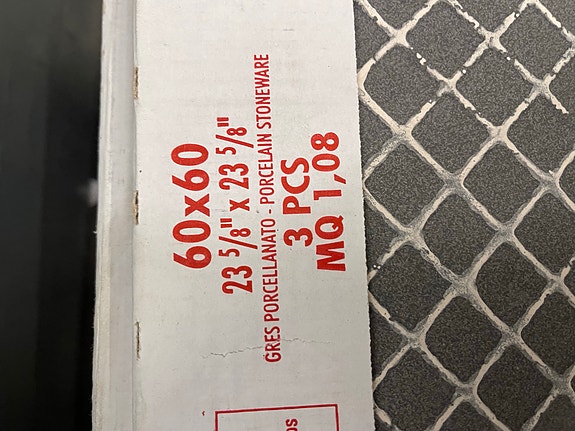 60x60
23 5/8" x 23 5/8"
GRES PORCELLANATO - PORCELAIN STONEWARE
3 PCS
MQ 1,08